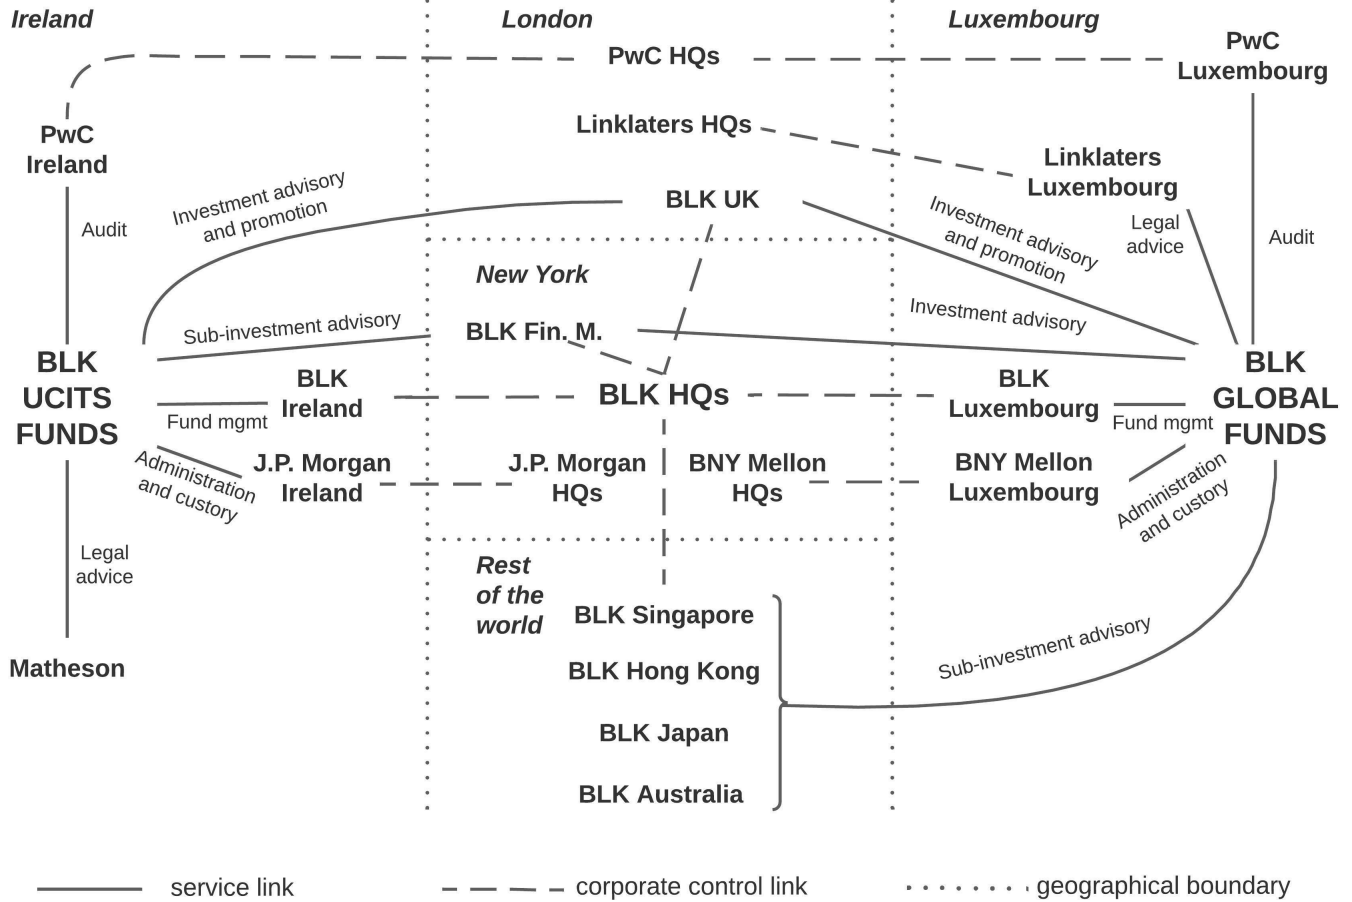 Ireland
London
Luxembourg
PwC HQs
PwC
Luxembourg
PwC
Ireland
Linklaters HQs
Linklaters
Luxembourg
Audit
Investment advisory
and promotion
BLK UK
Investment advisory
and promotion
Legal
advice
Audit
New York
Sub-investment advisory
BLK Fin. M.
Investment advisory
BLK
UCITS
FUNDS
BLK
Ireland
Fund mgmt
BLK HQs
BLK
Luxembourg
Fund mgmt
BLK
GLOBAL
FUNDS
Administration
and custory
J.P. Morgan
Ireland
J.P. Morgan
HQs
BNY Mellon
HQs
BNY Mellon
Luxembourg
Administration
and custory
Legal
advice
Matheson
Rest
of the
world
BLK Singapore
BLK Hong Kong
BLK Japan
BLK Australia
Sub-investment advisory
service link
corporate control link
geographical boundary